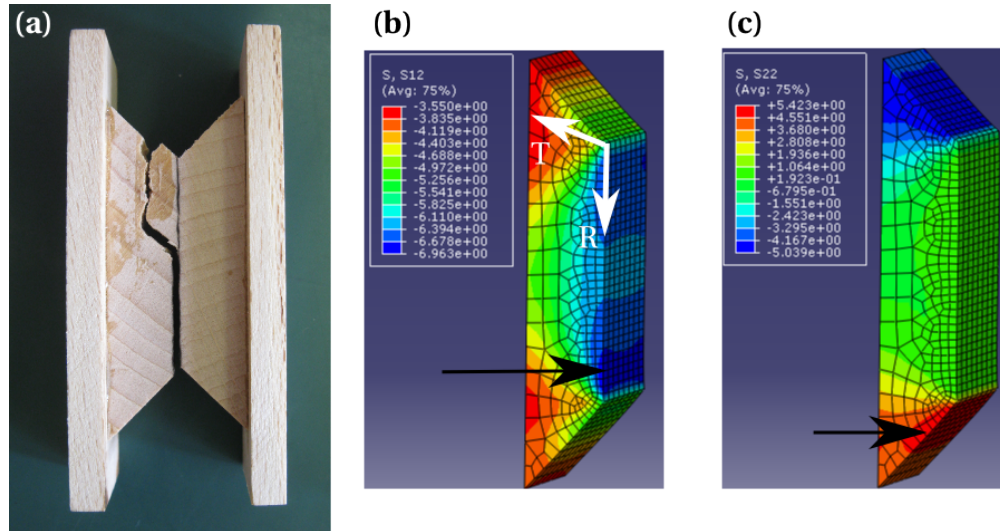 (a)
(b)
S, S12
(Avg: 75%)
-3.550e+00
-3.835e+00
-4.119e+00
-4.403e+00
-4.688e+00
-4.972e+00
-5.256e+00
-5.541e+00
-5.825e+00
-6.110e+00
-6.394e+00
-6.678e+00
-6.963e+00
T
R
(c)
S, S22
(Avg: 75%)
+5.423e+00
+4.551e+00
+3.680e+00
+2.808e+00
+1.936e+00
+1.064e+00
+1.923e-01
-6.795e-01
-1.551e+00
-2.423e+00
-3.295e+00
-4.167e+00
-5.039e+00